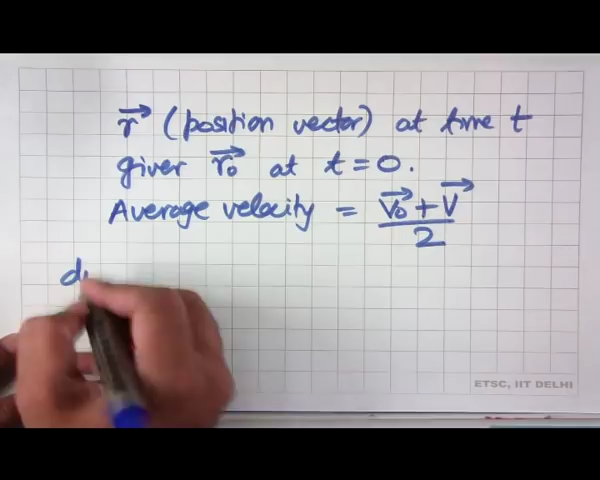 r⃗ (position vector) at time t
given r⃗₀ at t = 0.
Average velocity = (v⃗₀ + v⃗) / 2
ETSC, IIT DELHI